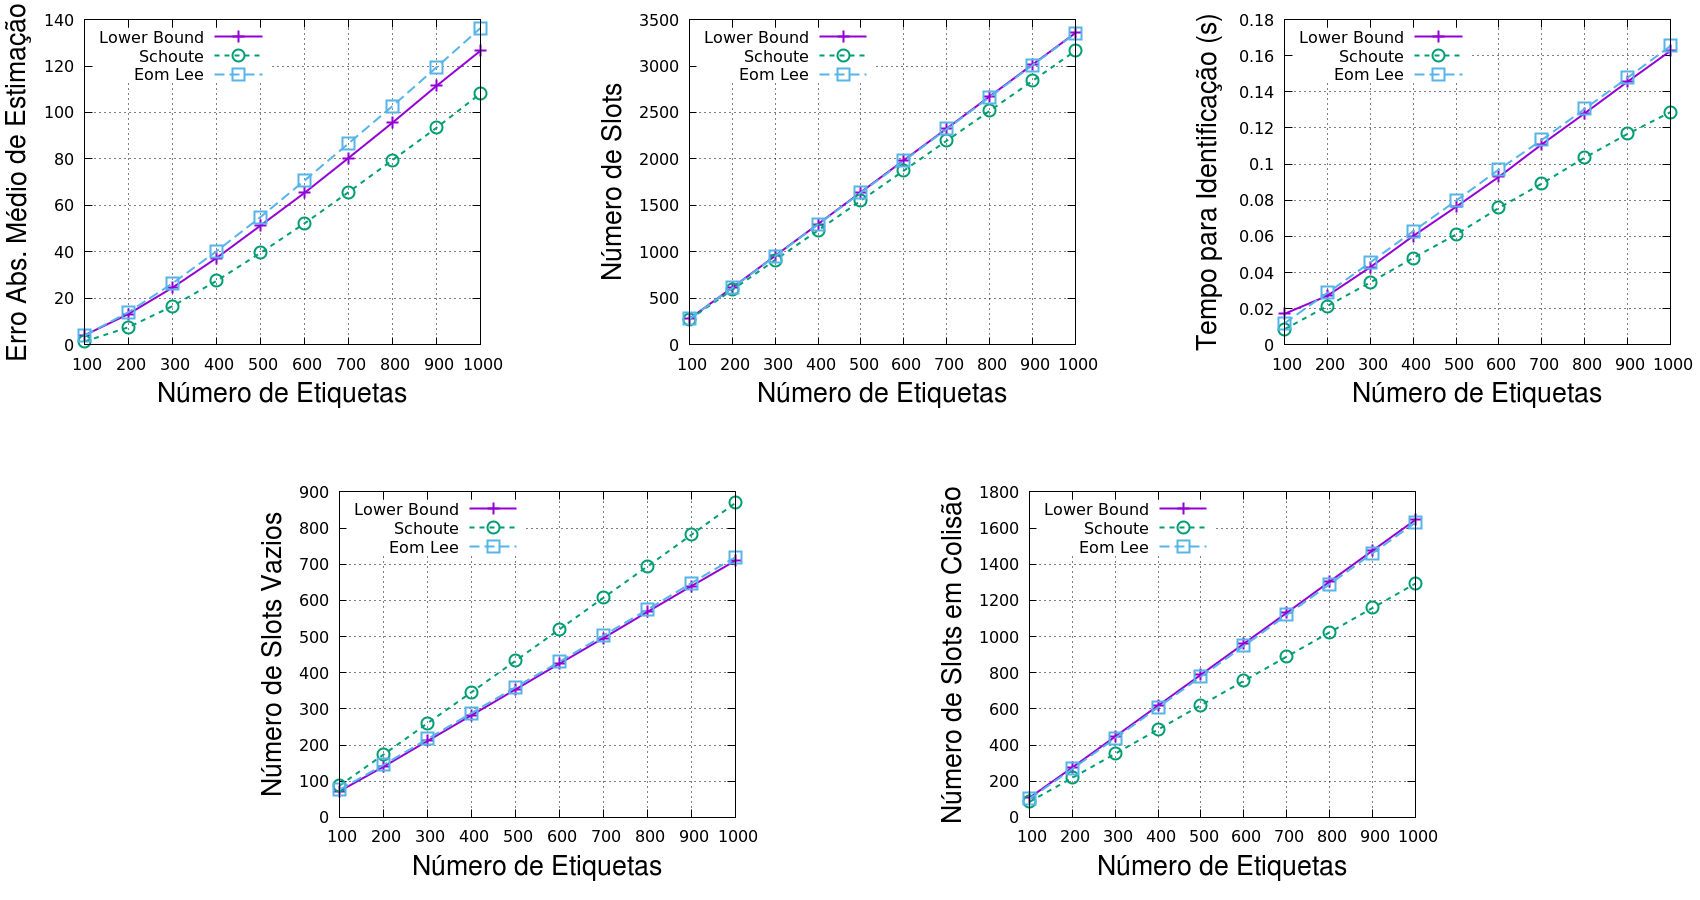 Erro Abs. Médio de Estimação
140
120
100
80
60
40
20
0
Lower Bound
Schoute
Eom Lee
100 200 300 400 500 600 700 800 900 1000
Número de Etiquetas
Número de Slots
3500
3000
2500
2000
1500
1000
500
0
Lower Bound
Schoute
Eom Lee
100 200 300 400 500 600 700 800 900 1000
Número de Etiquetas
Tempo para Identificação (s)
0.18
0.16
0.14
0.12
0.1
0.08
0.06
0.04
0.02
0
Lower Bound
Schoute
Eom Lee
100 200 300 400 500 600 700 800 900 1000
Número de Etiquetas
Número de Slots Vazios
900
800
700
600
500
400
300
200
100
0
Lower Bound
Schoute
Eom Lee
100 200 300 400 500 600 700 800 900 1000
Número de Etiquetas
Número de Slots em Colisão
1800
1600
1400
1200
1000
800
600
400
200
0
Lower Bound
Schoute
Eom Lee
100 200 300 400 500 600 700 800 900 1000
Número de Etiquetas